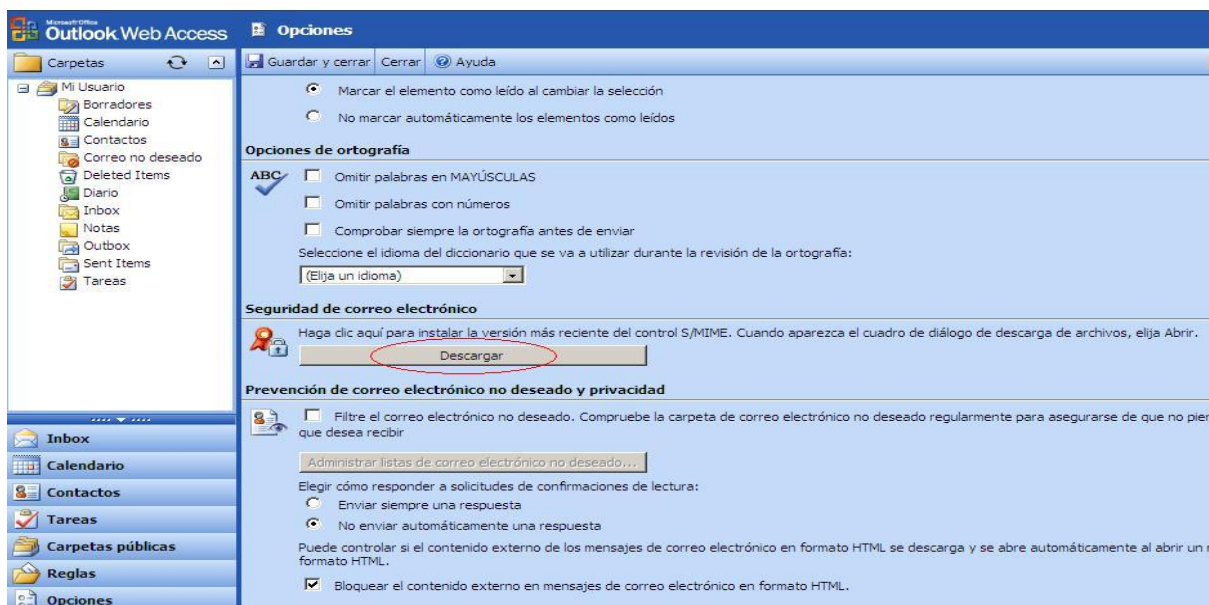 Microsoft Office
Outlook Web Access
Opciones
Carpetas
Guardar y cerrar Cerrar Ayuda
Mi Usuario
Borradores
Calendario
Contactos
Correo no deseado
Deleted Items
Diario
Inbox
Notas
Outbox
Sent Items
Tareas
Inbox
Calendario
Contactos
Tareas
Carpetas públicas
Reglas
Opciones
Marcar el elemento como leído al cambiar la selección
No marcar automáticamente los elementos como leídos
Opciones de ortografía
ABC
Omitir palabras en MAYÚSCULAS
Omitir palabras con números
Comprobar siempre la ortografía antes de enviar
Seleccione el idioma del diccionario que se va a utilizar durante la revisión de la ortografía:
(Elija un idioma)
Seguridad de correo electrónico
Haga clic aquí para instalar la versión más reciente del control S/MIME. Cuando aparezca el cuadro de diálogo de descarga de archivos, elija Abrir.
Descargar
Prevención de correo electrónico no deseado y privacidad
Filtre el correo electrónico no deseado. Compruebe la carpeta de correo electrónico no deseado regularmente para asegurarse de que no pier
que desea recibir
Administrar listas de correo electrónico no deseado...
Elegir cómo responder a solicitudes de confirmaciones de lectura:
Enviar siempre una respuesta
No enviar automáticamente una respuesta
Puede controlar si el contenido externo de los mensajes de correo electrónico en formato HTML se descarga y se abre automáticamente al abrir un
formato HTML.
Bloquear el contenido externo en mensajes de correo electrónico en formato HTML.